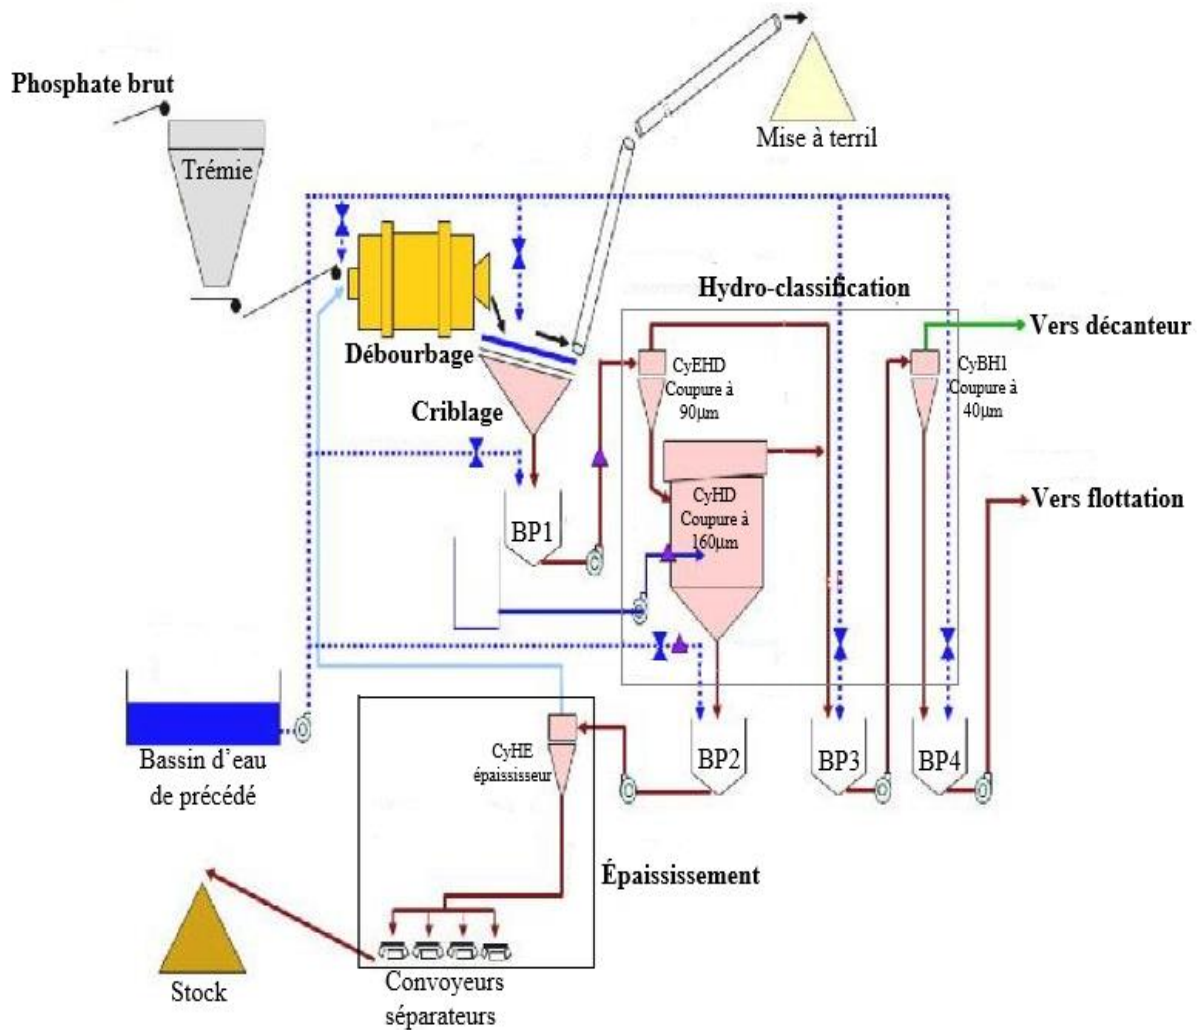 Phosphate brut
Trémie
Mise à terril
Hydro-classification
Vers décanteur
Débourbage
CyEHD
Coupure à
90µm
CyBH1
Coupure à
40µm
Criblage
CyHD
Coupure à
160µm
Vers flottation
BP1
BP2
BP3
BP4
CyHE
épaississeur
Bassin d’eau
de précédé
Épaississement
Stock
Convoyeurs
séparateurs